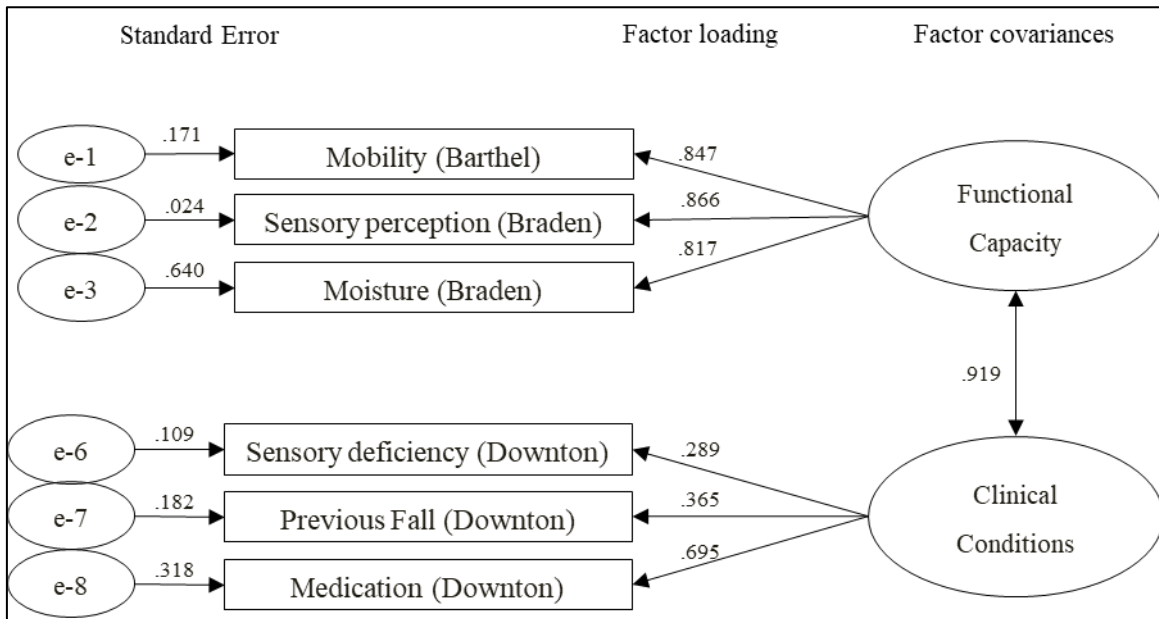 Standard Error Factor loading Factor covariances
e-1 .171 Mobility (Barthel) .847
e-2 .024 Sensory perception (Braden) .866
e-3 .640 Moisture (Braden) .817
Functional
Capacity
.919
e-6 .109 Sensory deficiency (Downton) .289
e-7 .182 Previous Fall (Downton) .365
e-8 .318 Medication (Downton) .695
Clinical
Conditions